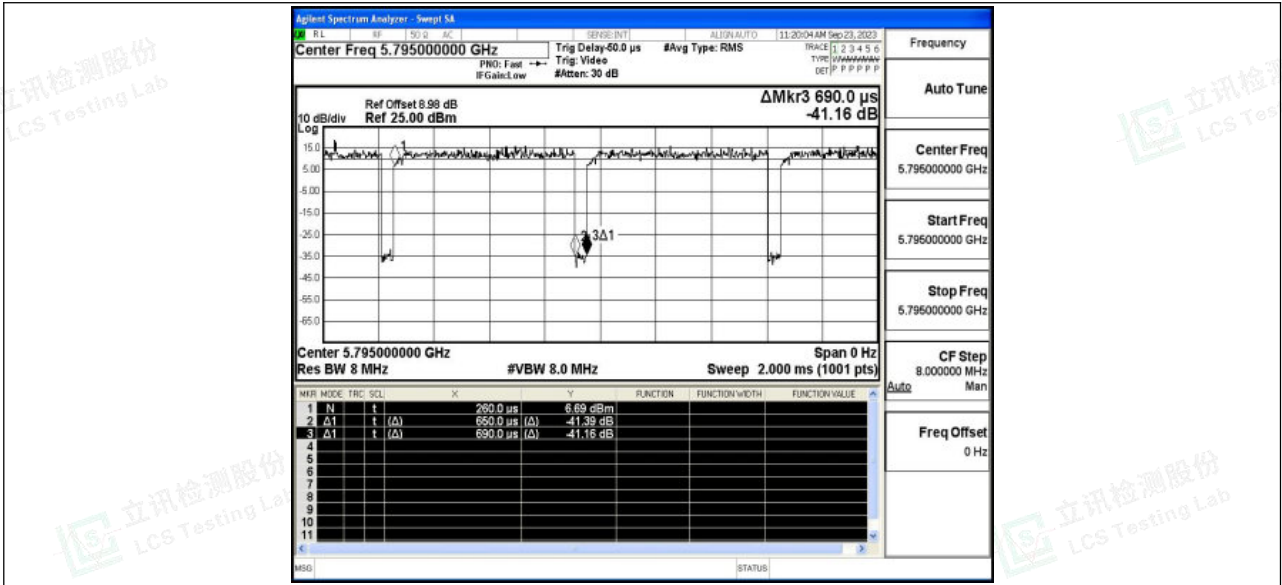 Agilent Spectrum Analyzer - Swept SA
RL RF 50 Ω AC SENSE:INT ALIGN AUTO 11:20:04 AM Sep 23, 2023
Center Freq 5.795000000 GHz
PNO: Fast
IFGain:Low
Trig Delay-50.0 µs
Trig: Video
#Atten: 30 dB
#Avg Type: RMS
TRACE 1 2 3 4 5 6
TYPE
DET P P P P P P
ΔMkr3 690.0 µs
-41.16 dB
Ref Offset 8.98 dB
10 dB/div Ref 25.00 dBm
Log
15.0
5.00
-5.00
-15.0
-25.0
-35.0
-45.0
-55.0
-65.0
1
3Δ1
Center 5.795000000 GHz Span 0 Hz
Res BW 8 MHz #VBW 8.0 MHz Sweep 2.000 ms (1001 pts)
MKR MODE TRC SCL X Y FUNCTION FUNCTION WIDTH FUNCTION VALUE
1 N t 260.0 µs 6.69 dBm
2 Δ1 t (Δ) 650.0 µs (Δ) -41.39 dB
3 Δ1 t (Δ) 690.0 µs (Δ) -41.16 dB
4
5
6
7
8
9
10
11
MSG STATUS
Frequency
Auto Tune
Center Freq
5.795000000 GHz
Start Freq
5.795000000 GHz
Stop Freq
5.795000000 GHz
CF Step
8.000000 MHz
Auto Man
Freq Offset
0 Hz
立讯检测股份
LCS Testing Lab
立讯检测股份
LCS Testing Lab
立讯检测股份
LCS Testing Lab